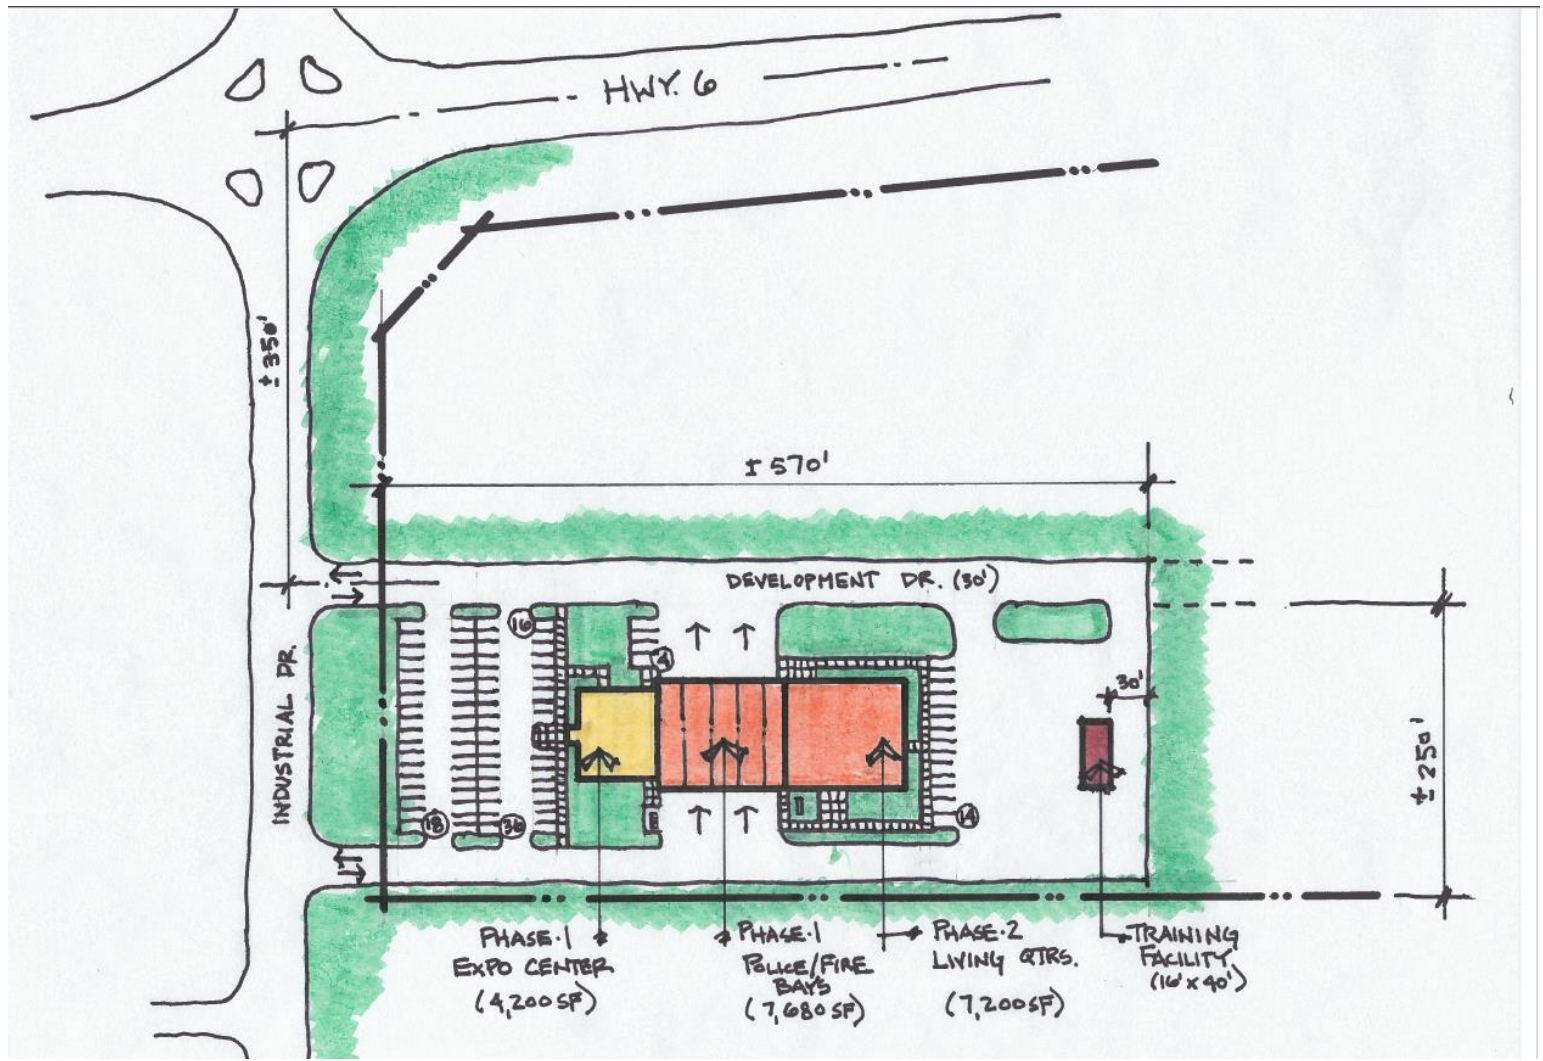 HWY. 6
±350'
±570'
DEVELOPMENT DR. (30')
INDUSTRIAL DR.
16
4
30'
±250'
18
36
14
PHASE·1
EXPO CENTER
(4,200 SF)
PHASE·1
POLICE/FIRE
BAYS
(7,680 SF)
PHASE·2
LIVING QTRS.
(7,200 SF)
TRAINING
FACILITY
(16'x40')